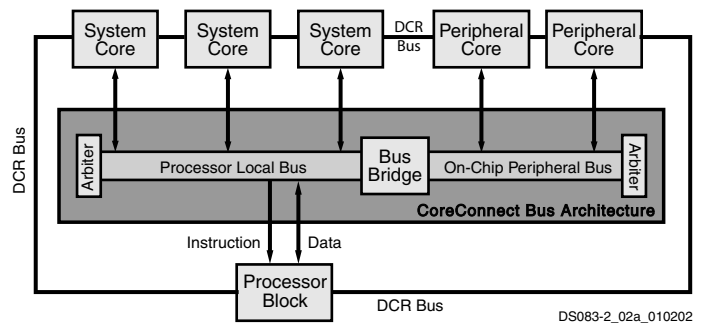 System
Core
System
Core
System
Core
DCR
Bus
Peripheral
Core
Peripheral
Core
DCR Bus
Arbiter
Processor Local Bus
Bus
Bridge
On-Chip Peripheral Bus
Arbiter
CoreConnect Bus Architecture
Instruction
Data
Processor
Block
DCR Bus
DS083-2_02a_010202